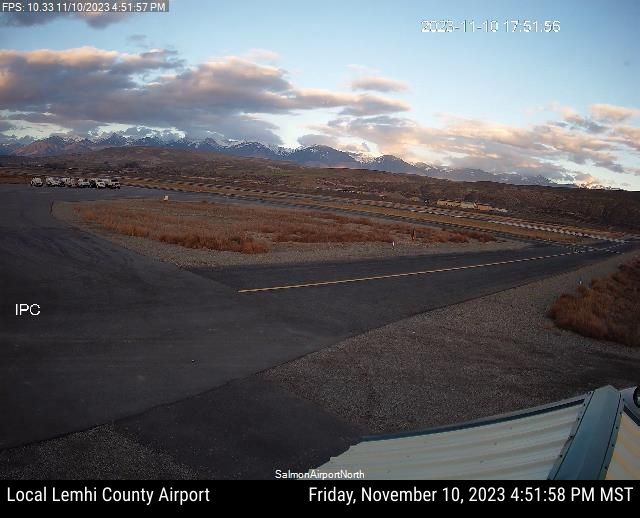 FPS: 10.33 11/10/2023 4:51:57 PM
2023-11-10 17:51:56
IPC
SalmonAirportNorth
Local Lemhi County Airport
Friday, November 10, 2023 4:51:58 PM MST